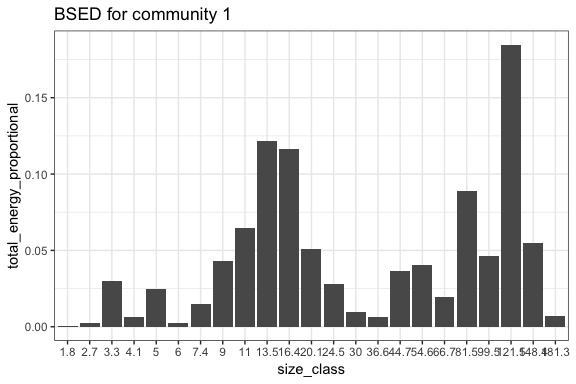 BSED for community 1
total_energy_proportional
0.15
0.10
0.05
0.00
1.8 2.7 3.3 4.1 5 6 7.4 9 11 13.5 16.4 20.1 24.5 30 36.6 44.7 54.6 66.7 81.5 99.5 121.5 148.4 181.3
size_class